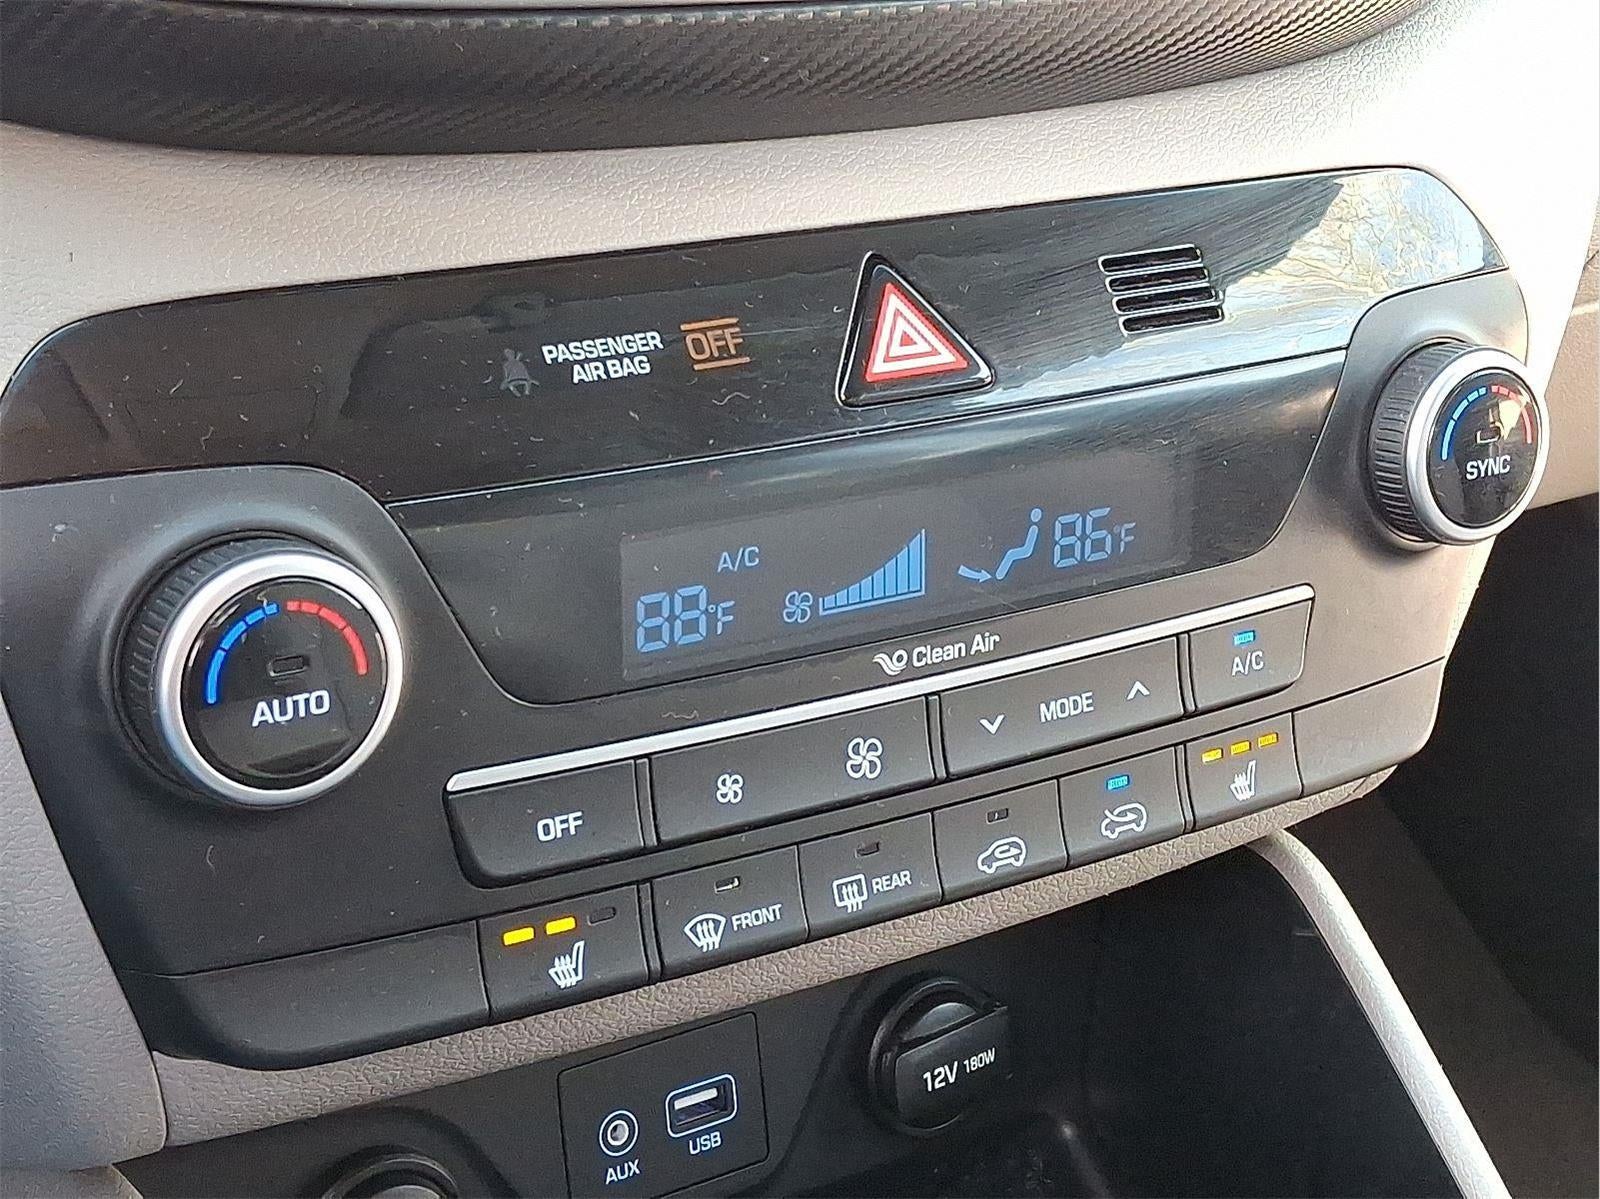 PASSENGER
AIR BAG
OFF
SYNC
A/C
88°F
86°F
Clean Air
AUTO
MODE
A/C
OFF
FRONT
REAR
12V 180W
AUX
USB